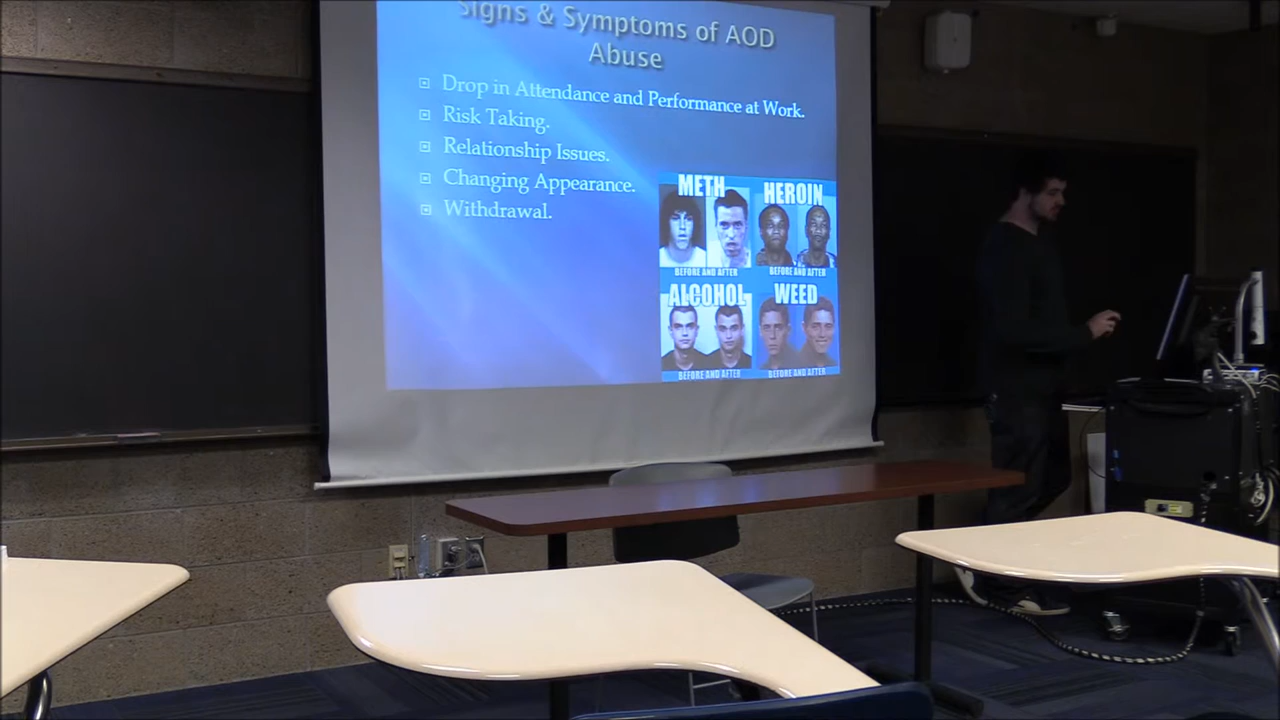 Signs & Symptoms of AOD
Abuse
Drop in Attendance and Performance at Work.
Risk Taking.
Relationship Issues.
Changing Appearance.
Withdrawal.
METH
HEROIN
BEFORE AND AFTER
BEFORE AND AFTER
ALCOHOL
WEED
BEFORE AND AFTER
BEFORE AND AFTER